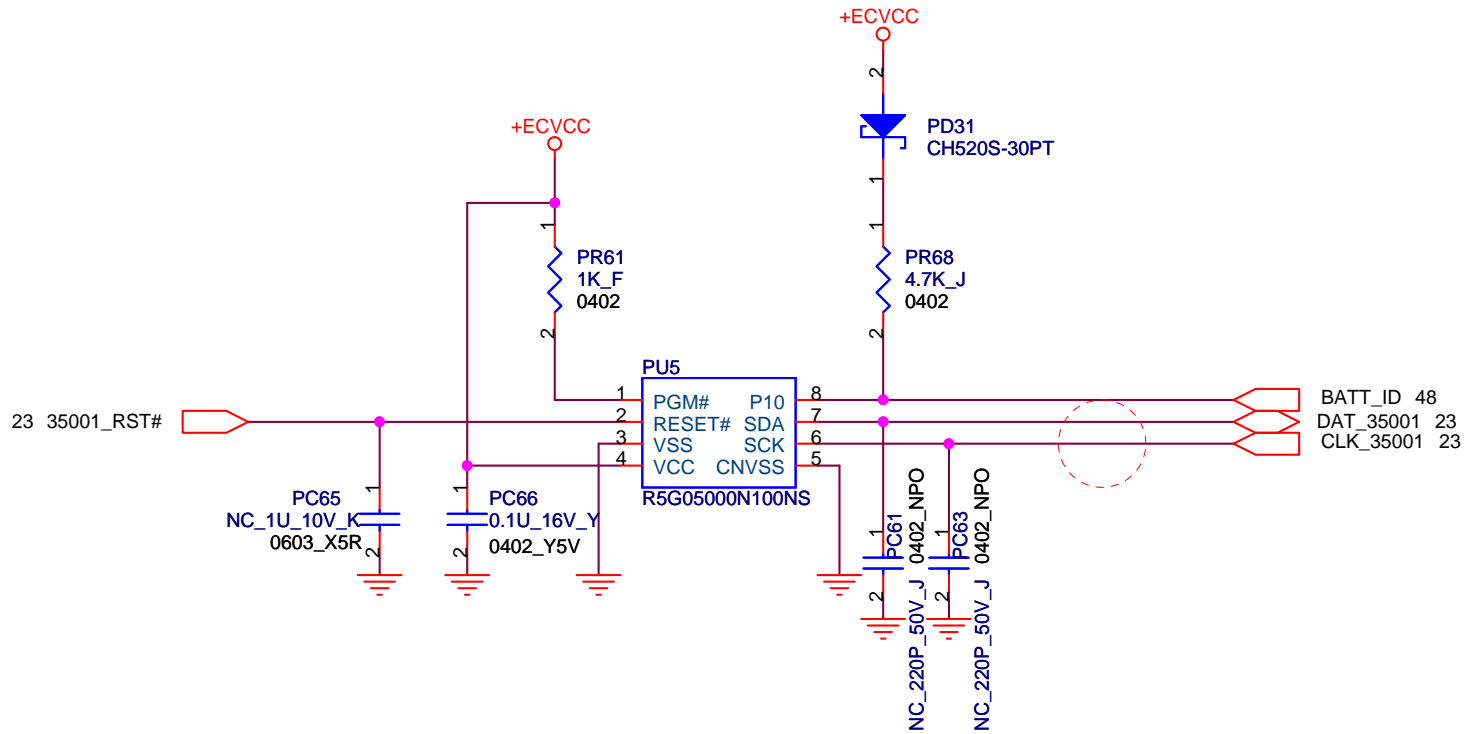 +ECVCC
2
PD31
CH520S-30PT
1
+ECVCC
1
PR61
1K_F
0402
2
1
PR68
4.7K_J
0402
2
PU5
23 35001_RST#
1 PGM# P10 8
2 RESET# SDA 7
3 VSS SCK 6
4 VCC CNVSS 5
R5G05000N100NS
BATT_ID 48
DAT_35001 23
CLK_35001 23
1
PC65
NC_1U_10V_K
0603_X5R
2
1
PC66
0.1U_16V_Y
0402_Y5V
2
1
PC61
0402_NPO
2
NC_220P_50V_J
1
PC63
0402_NPO
2
NC_220P_50V_J